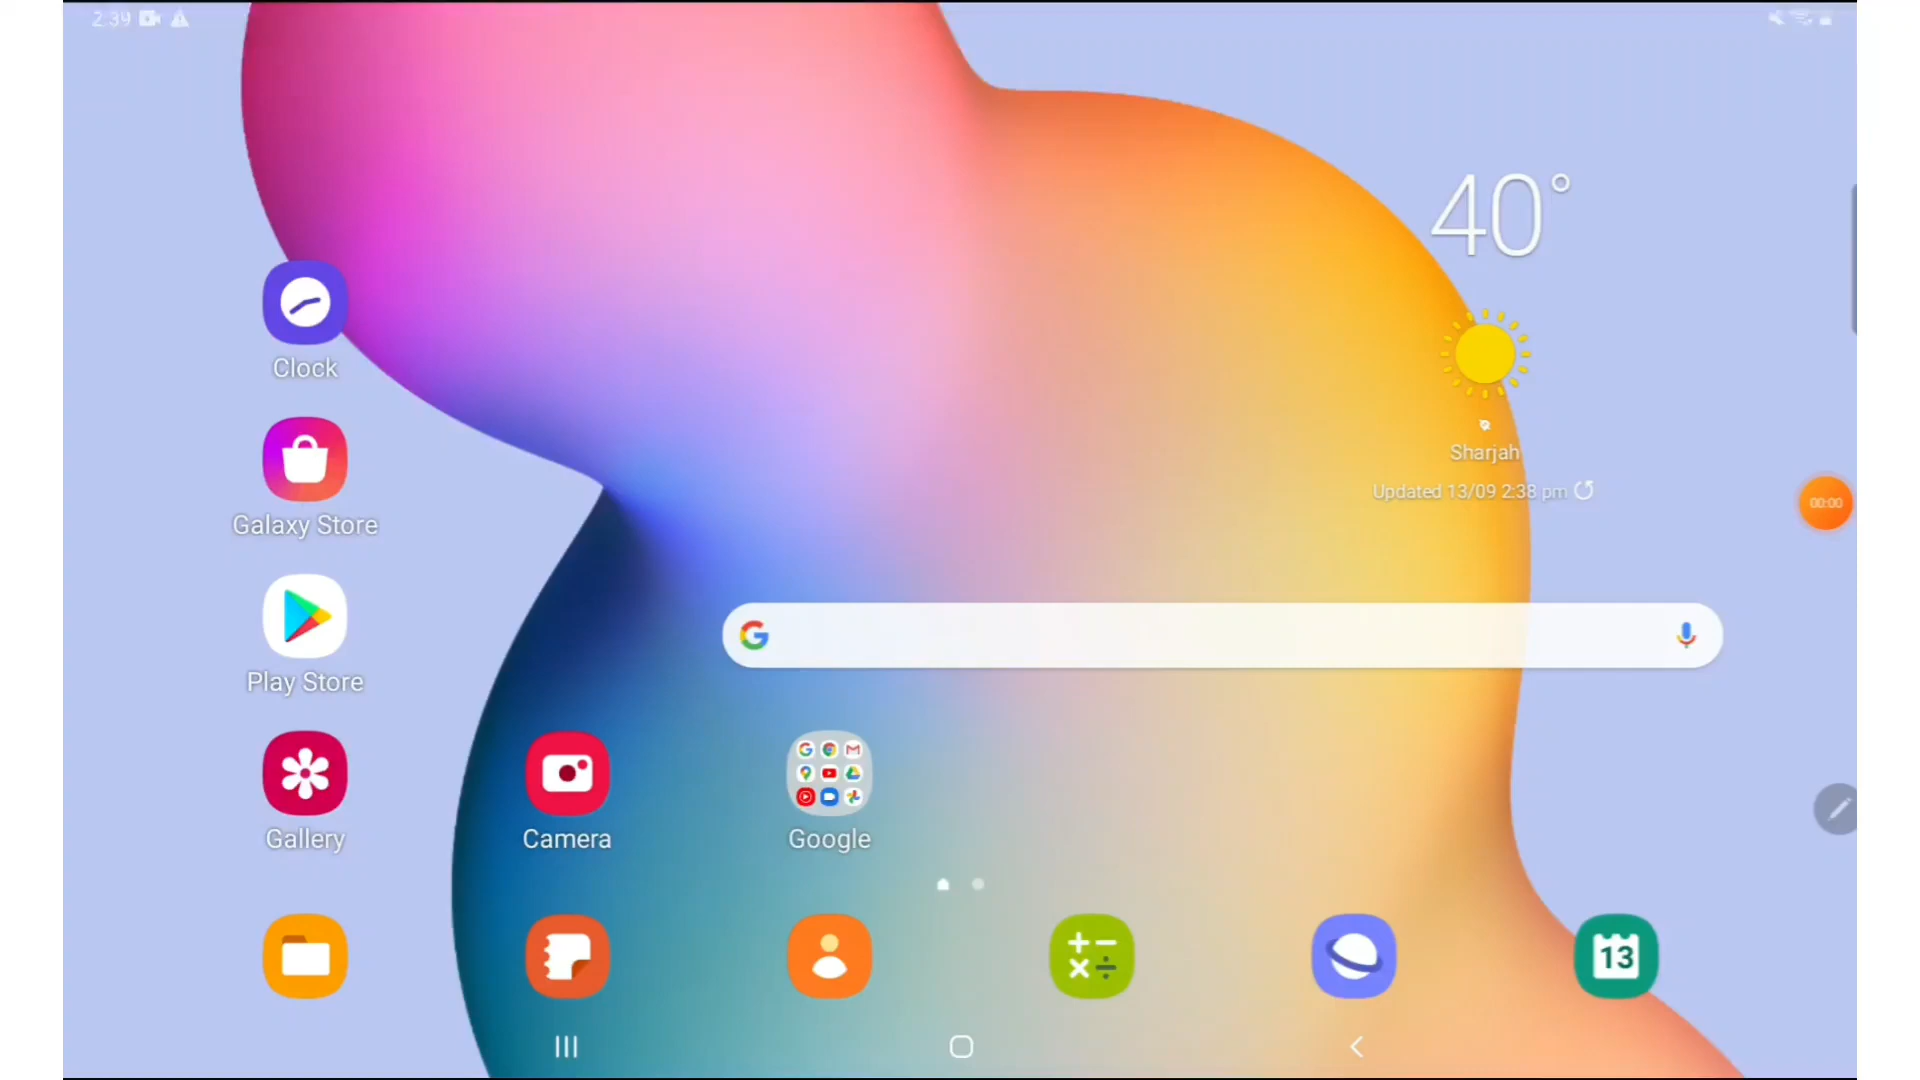 2:39
40°
Clock
Sharjah
Galaxy Store
Updated 13/09 2:38 pm
00:00
Play Store
Gallery
Camera
Google
13